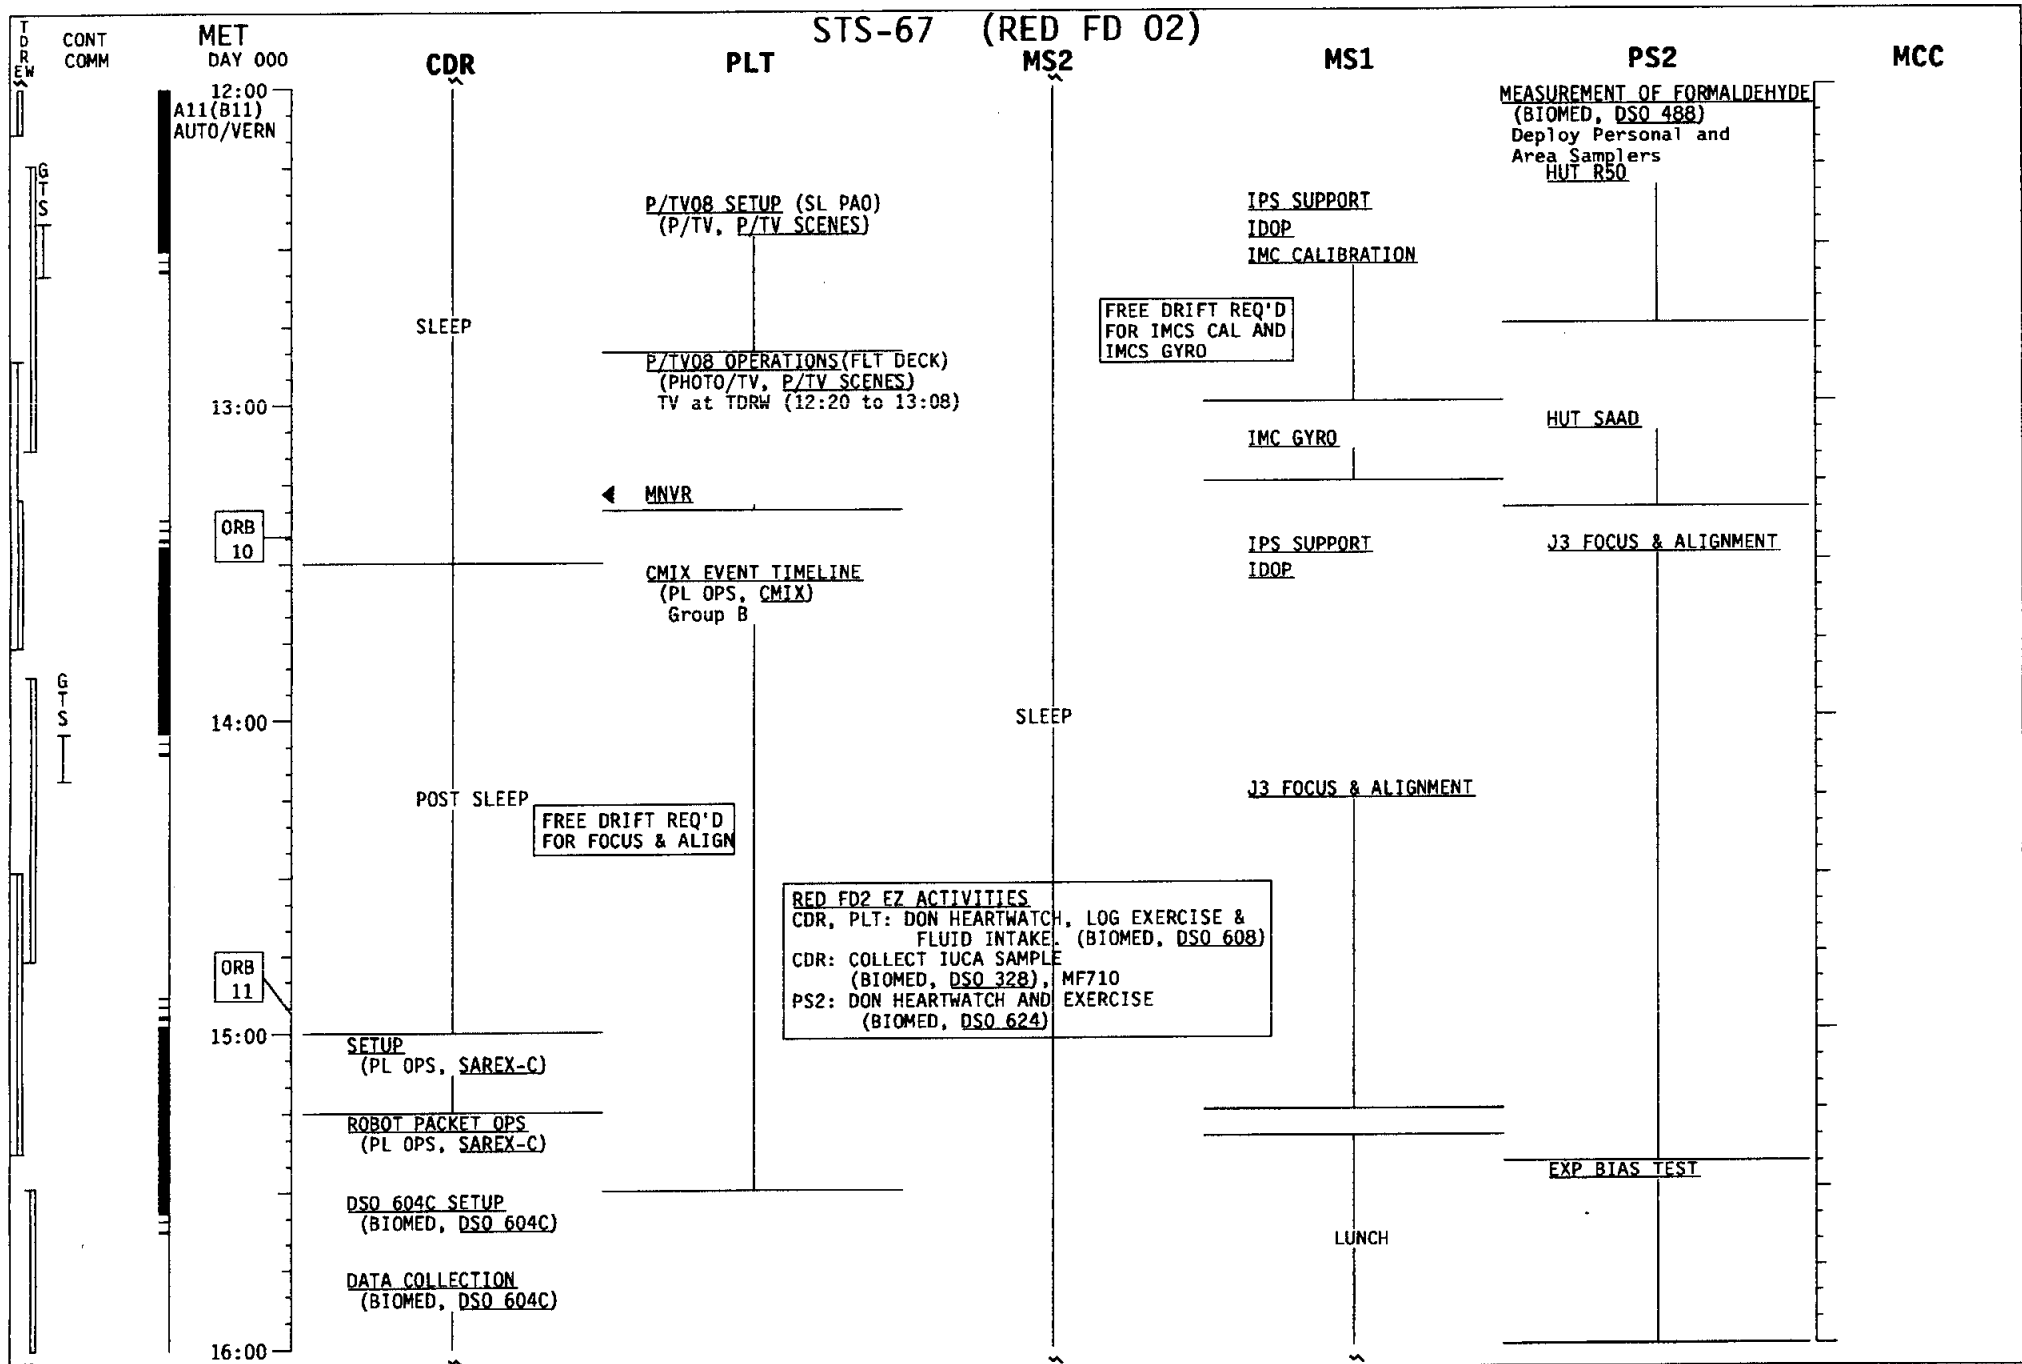 STS-67 (RED FD 02)
TDREW
CONT COMM
MET
DAY 000
CDR
PLT
MS2
MS1
PS2
MCC
12:00
A11(B11)
AUTO/VERN
GTS
SLEEP
13:00
ORB 10
GTS
14:00
POST SLEEP
ORB 11
15:00
SETUP
(PL OPS, SAREX-C)
ROBOT PACKET OPS
(PL OPS, SAREX-C)
DSO 604C SETUP
(BIOMED, DSO 604C)
DATA COLLECTION
(BIOMED, DSO 604C)
16:00
P/TV08 SETUP (SL PAO)
(P/TV, P/TV SCENES)
P/TV08 OPERATIONS(FLT DECK)
(PHOTO/TV, P/TV SCENES)
TV at TDRW (12:20 to 13:08)
MNVR
CMIX EVENT TIMELINE
(PL OPS, CMIX)
Group B
FREE DRIFT REQ'D
FOR FOCUS & ALIGN
SLEEP
RED FD2 EZ ACTIVITIES
CDR, PLT: DON HEARTWATCH, LOG EXERCISE &
FLUID INTAKE. (BIOMED, DSO 608)
CDR: COLLECT IUCA SAMPLE
(BIOMED, DSO 328), MF710
PS2: DON HEARTWATCH AND EXERCISE
(BIOMED, DSO 624)
IPS SUPPORT
IDOP
IMC CALIBRATION
FREE DRIFT REQ'D
FOR IMCS CAL AND
IMCS GYRO
IMC GYRO
IPS SUPPORT
IDOP
J3 FOCUS & ALIGNMENT
LUNCH
MEASUREMENT OF FORMALDEHYDE
(BIOMED, DSO 488)
Deploy Personal and
Area Samplers
HUT R50
HUT SAAD
J3 FOCUS & ALIGNMENT
EXP BIAS TEST